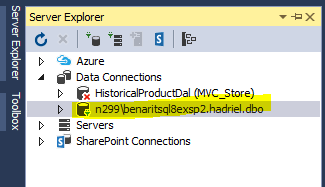 Server Explorer
Server Explorer
Toolbox
Azure
Data Connections
HistoricalProductDal (MVC_Store)
n299\benaritsql8exsp2.hadriel.dbo
Servers
SharePoint Connections